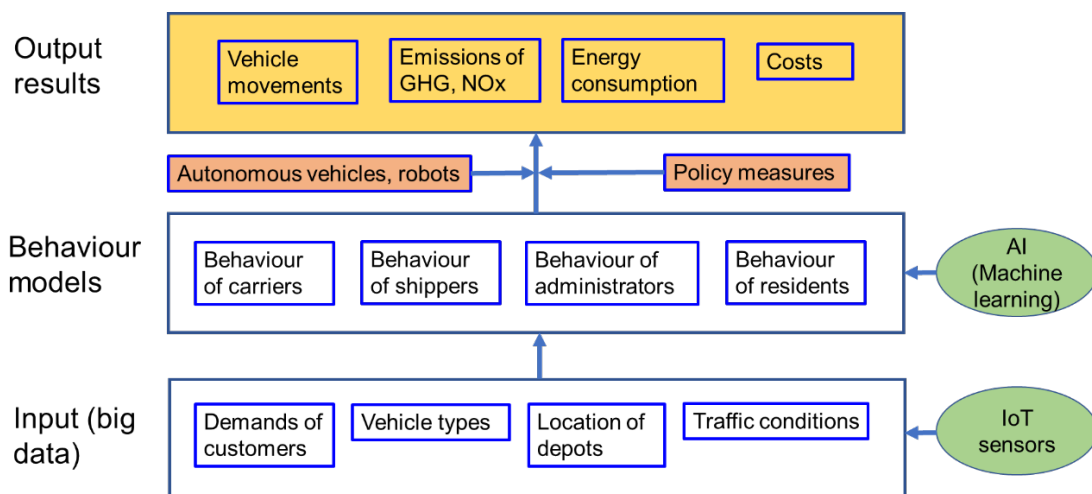 Output
results
Vehicle
movements
Emissions of
GHG, NOx
Energy
consumption
Costs
Autonomous vehicles, robots
Policy measures
Behaviour
models
Behaviour
of carriers
Behaviour
of shippers
Behaviour of
administrators
Behaviour
of residents
AI
(Machine
learning)
Input (big
data)
Demands of
customers
Vehicle types
Location of
depots
Traffic conditions
IoT
sensors